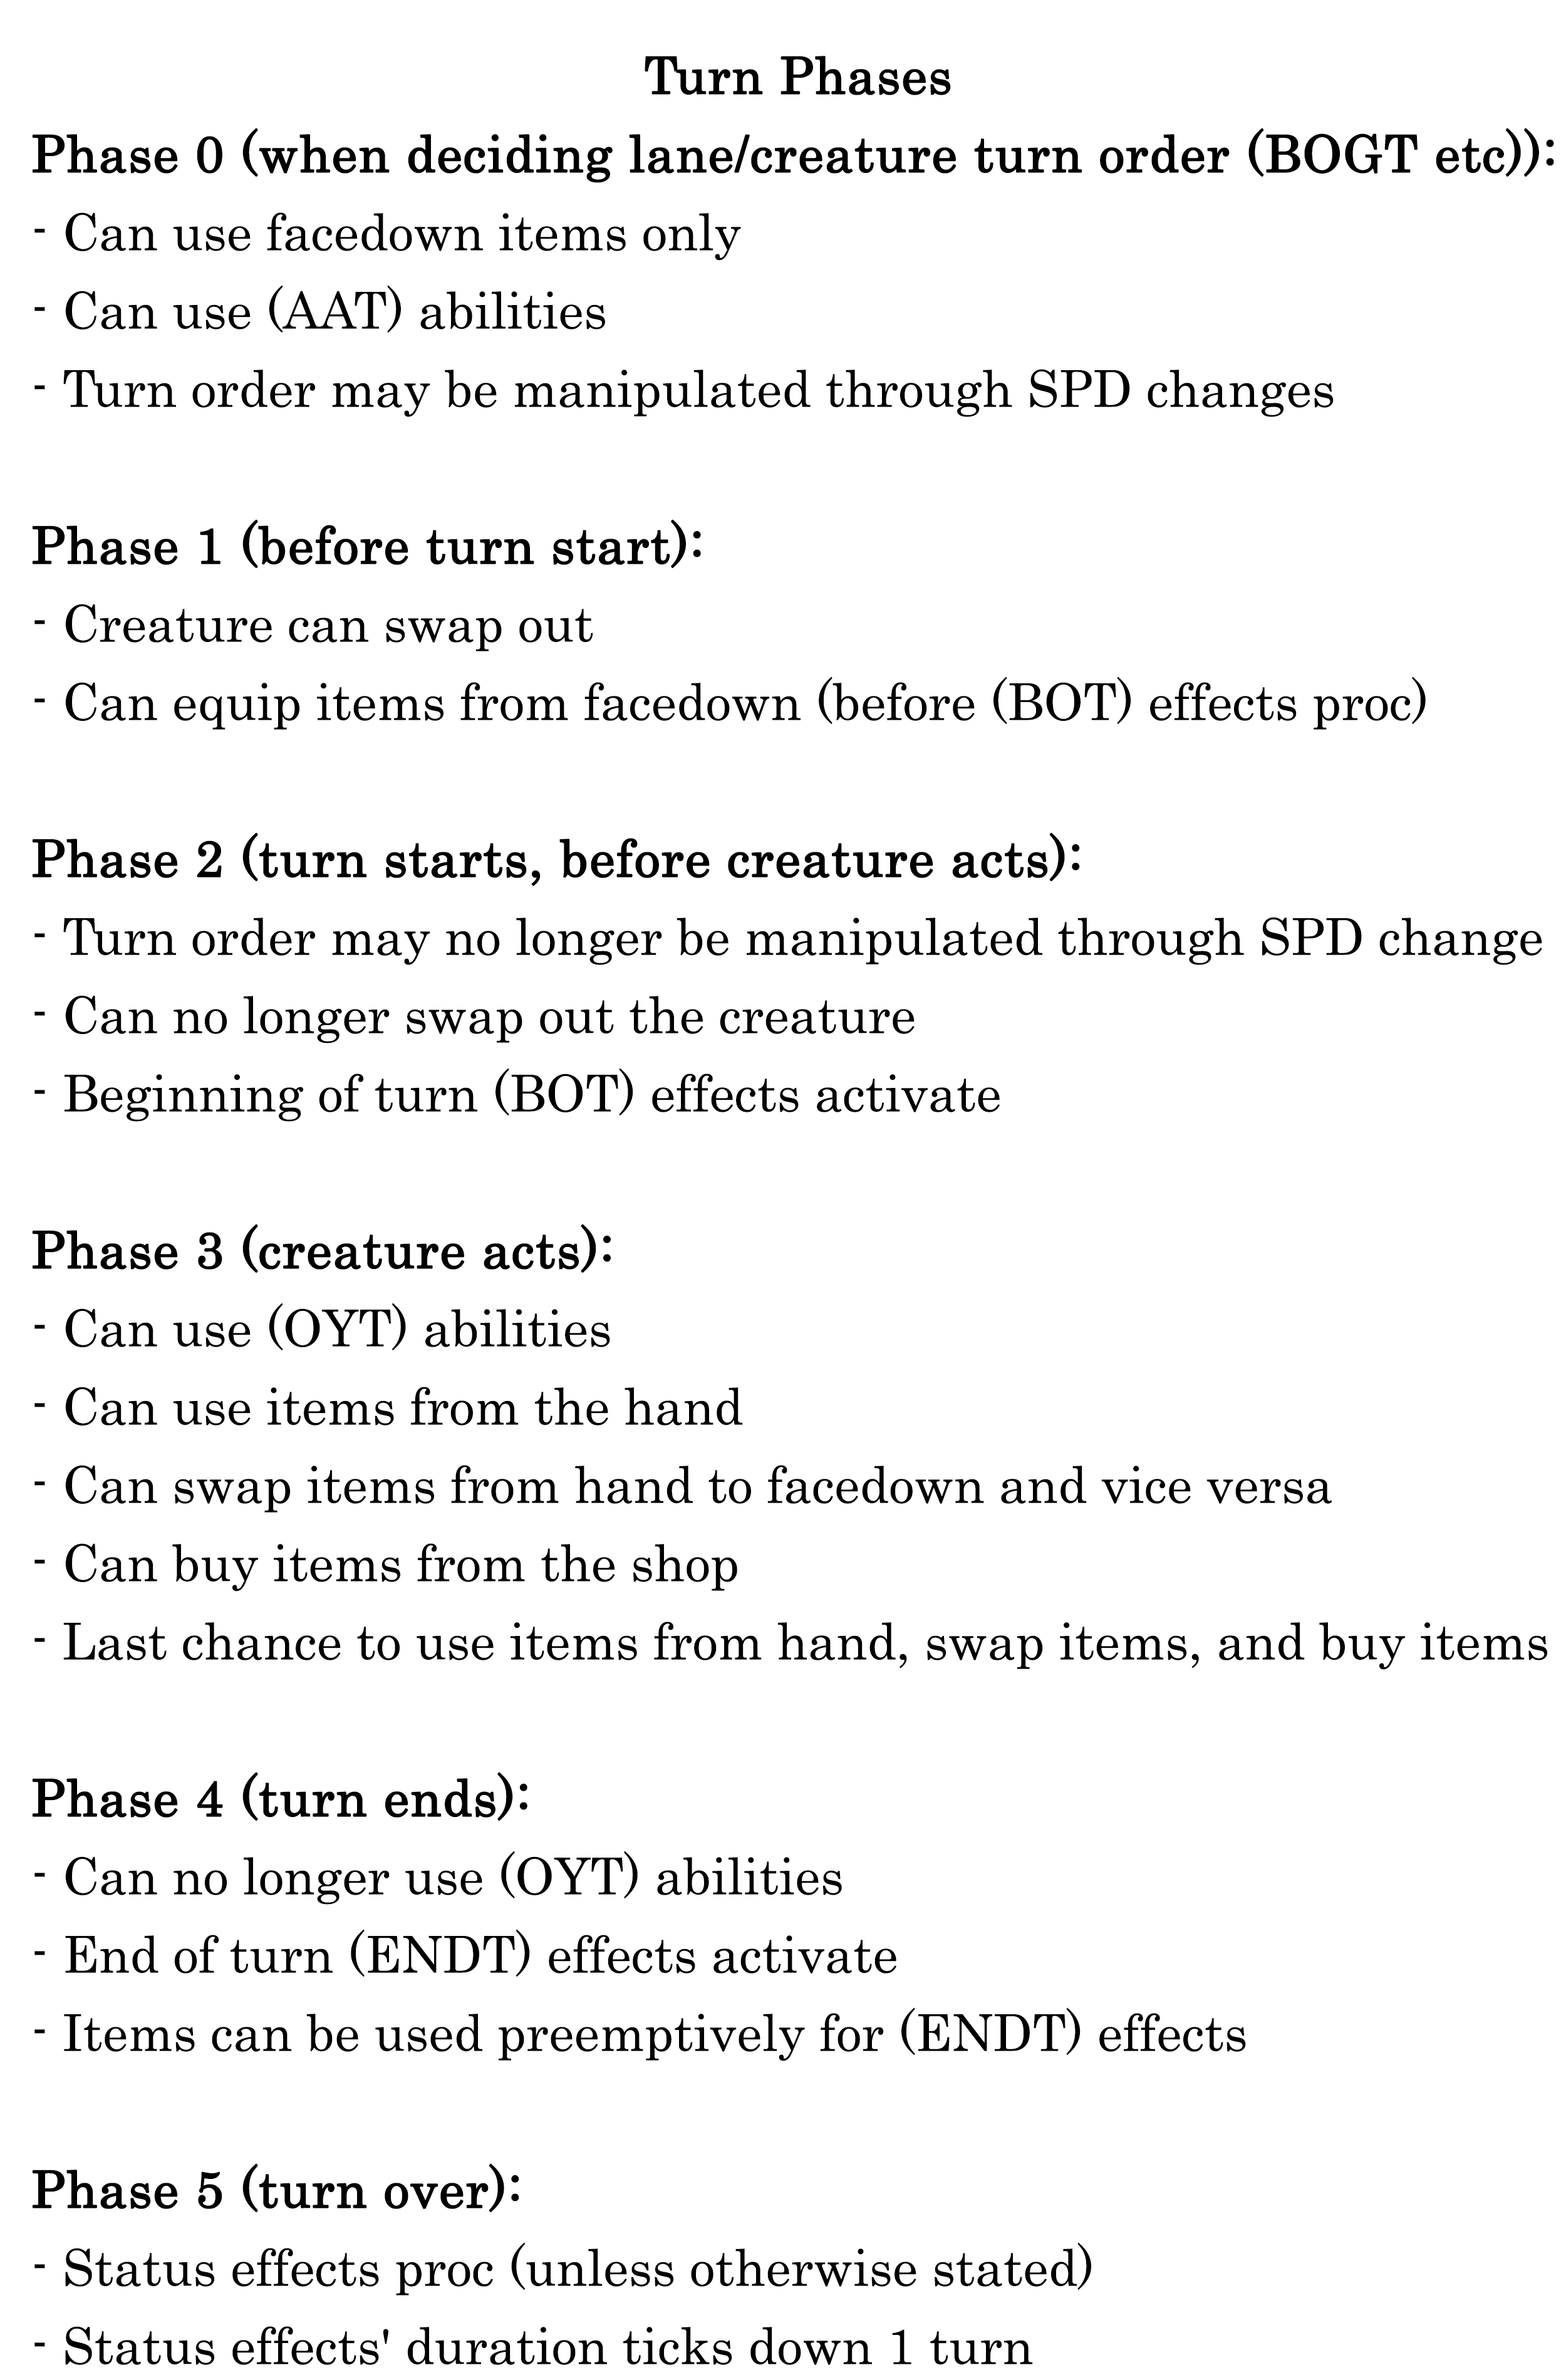 Turn Phases
Phase 0 (when deciding lane/creature turn order (BOGT etc)):
- Can use facedown items only
- Can use (AAT) abilities
- Turn order may be manipulated through SPD changes
Phase 1 (before turn start):
- Creature can swap out
- Can equip items from facedown (before (BOT) effects proc)
Phase 2 (turn starts, before creature acts):
- Turn order may no longer be manipulated through SPD change
- Can no longer swap out the creature
- Beginning of turn (BOT) effects activate
Phase 3 (creature acts):
- Can use (OYT) abilities
- Can use items from the hand
- Can swap items from hand to facedown and vice versa
- Can buy items from the shop
- Last chance to use items from hand, swap items, and buy items
Phase 4 (turn ends):
- Can no longer use (OYT) abilities
- End of turn (ENDT) effects activate
- Items can be used preemptively for (ENDT) effects
Phase 5 (turn over):
- Status effects proc (unless otherwise stated)
- Status effects' duration ticks down 1 turn